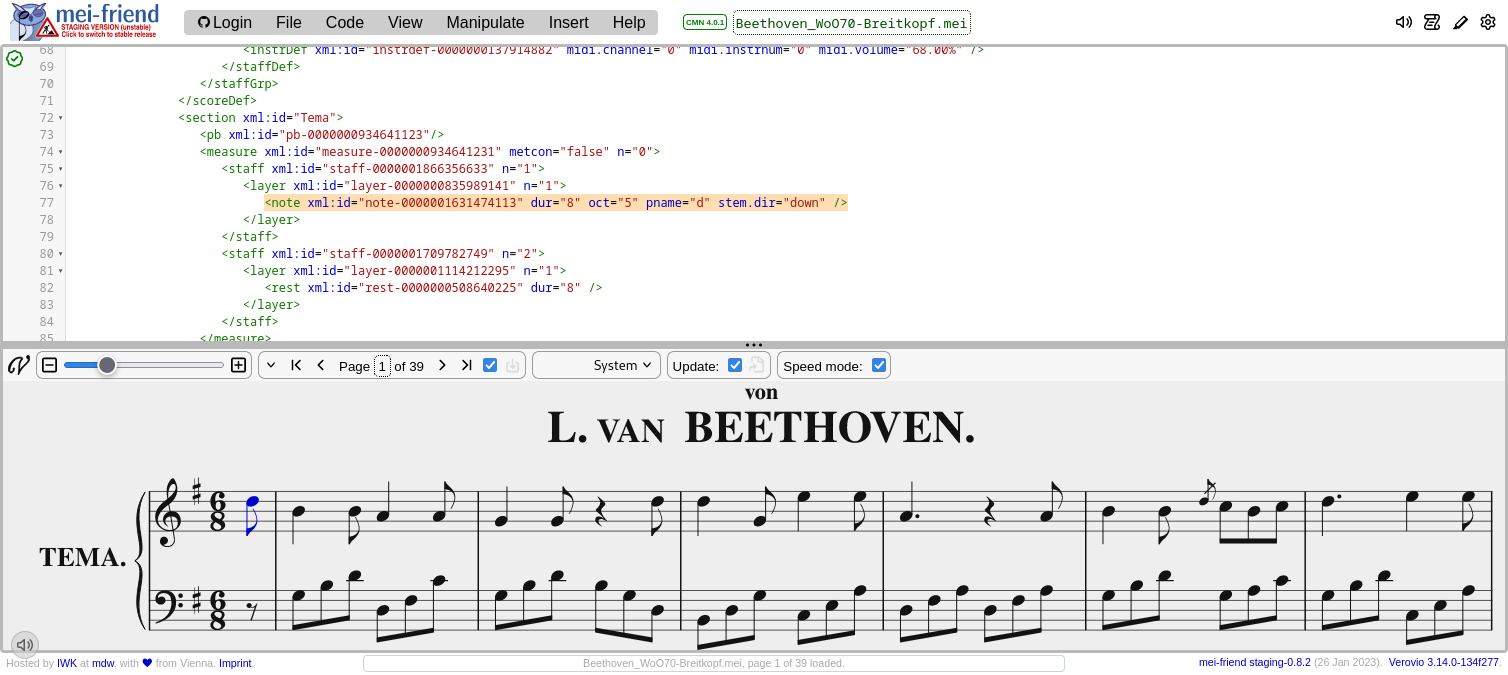 mei-friend
STAGING VERSION (unstable)
Click to switch to stable release
Login File Code View Manipulate Insert Help
CMN 4.0.1 Beethoven_WoO70-Breitkopf.mei
68 <instrDef xml:id="instrdef-0000000137914882" midi.channel="0" midi.instrnum="0" midi.volume="68.00%" />
69 </staffDef>
70 </staffGrp>
71 </scoreDef>
72 <section xml:id="Tema">
73 <pb xml:id="pb-0000000934641123"/>
74 <measure xml:id="measure-0000000934641231" metcon="false" n="0">
75 <staff xml:id="staff-0000001866356633" n="1">
76 <layer xml:id="layer-0000000835989141" n="1">
77 <note xml:id="note-0000001631474113" dur="8" oct="5" pname="d" stem.dir="down" />
78 </layer>
79 </staff>
80 <staff xml:id="staff-0000001709782749" n="2">
81 <layer xml:id="layer-0000001114212295" n="1">
82 <rest xml:id="rest-0000000508640225" dur="8" />
83 </layer>
84 </staff>
85 </measure>
Page 1 of 39 System Update: Speed mode:
von
L. VAN BEETHOVEN.
6
8
TEMA.
6
8
Hosted by IWK at mdw, with ♥ from Vienna. Imprint. Beethoven_WoO70-Breitkopf.mei, page 1 of 39 loaded. mei-friend staging-0.8.2 (26 Jan 2023). Verovio 3.14.0-134f277.